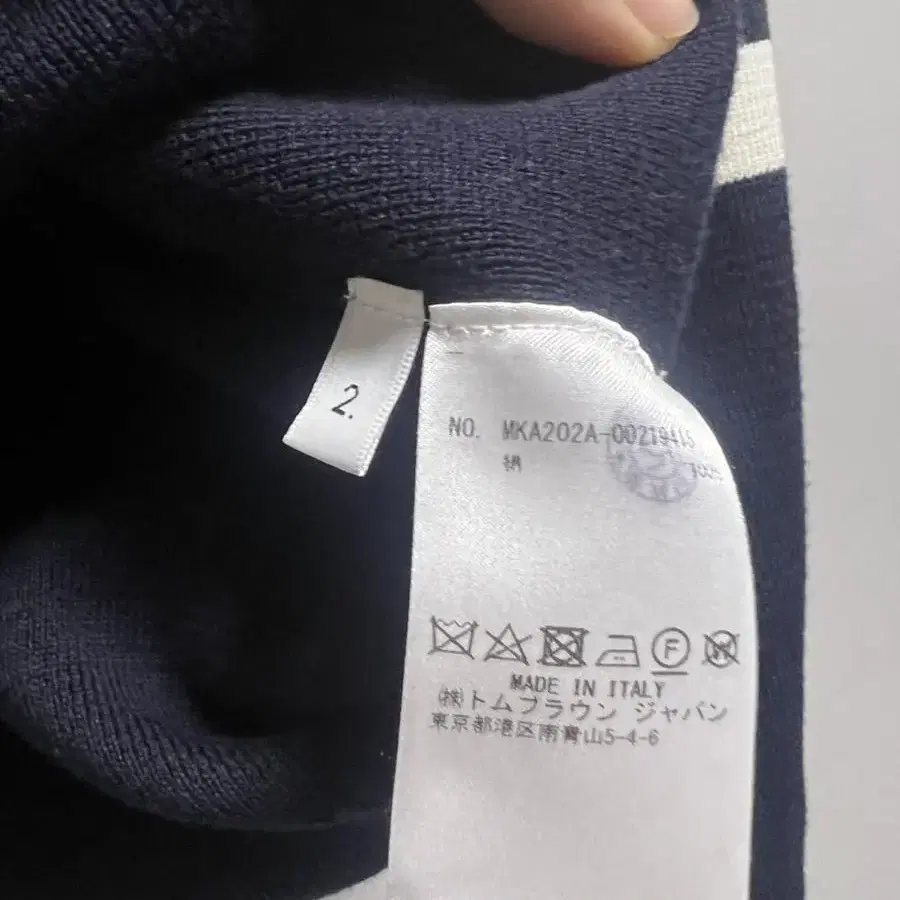 2.
NO. MKA202A-00219415
綿 100%
F
W
MADE IN ITALY
㈱トムブラウン ジャパン
東京都港区南青山5-4-6